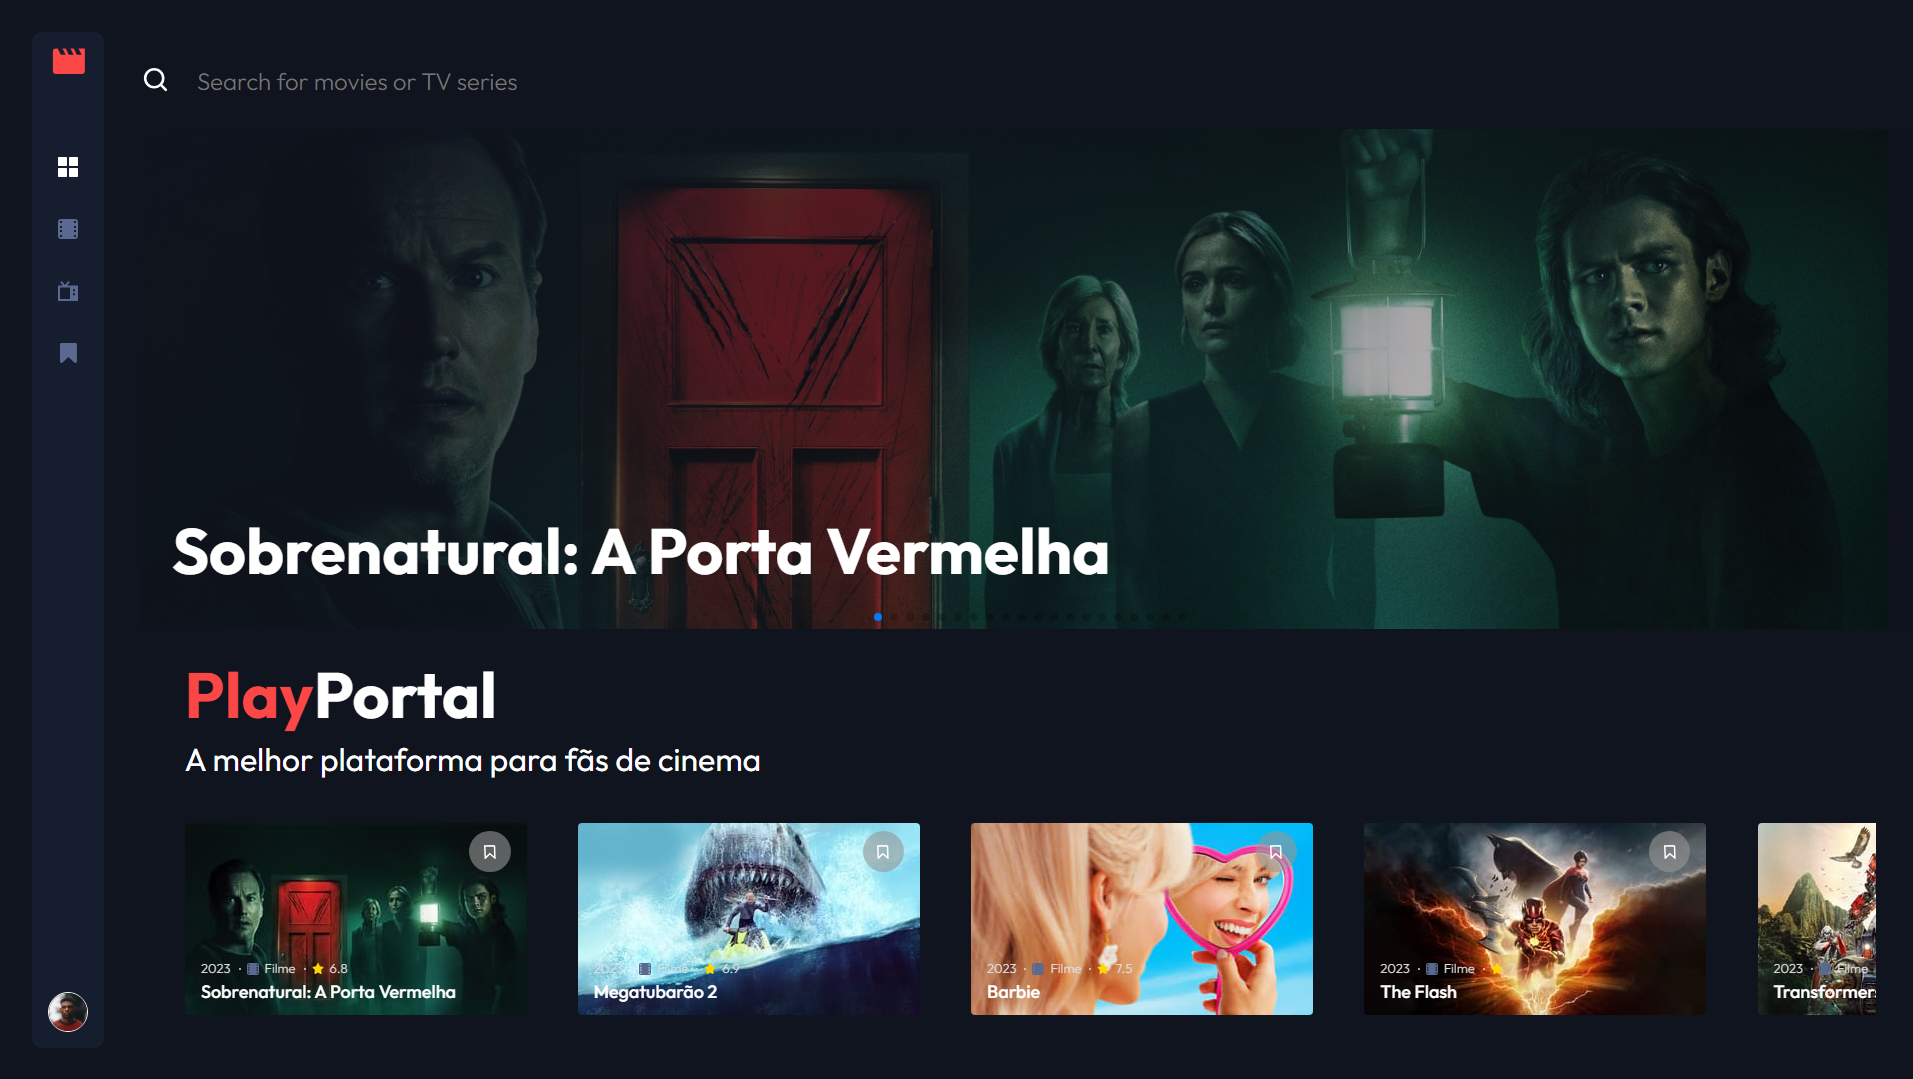 Search for movies or TV series
Sobrenatural: A Porta Vermelha
PlayPortal
A melhor plataforma para fãs de cinema
2023 · Filme · 6.8
Sobrenatural: A Porta Vermelha
2023 · Filme · 6.9
Megatubarão 2
2023 · Filme · 7.5
Barbie
2023 · Filme ·
The Flash
2023 · Filme
Transformers